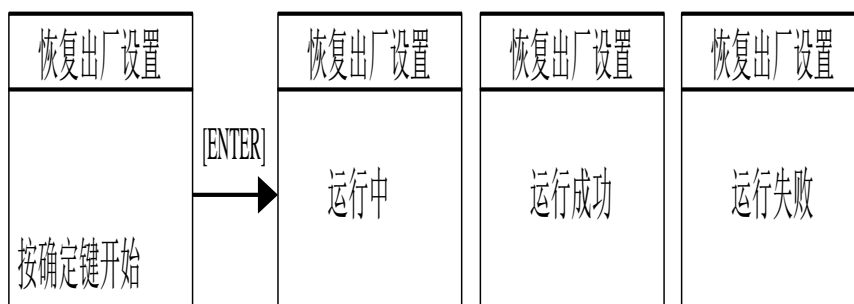 恢复出厂设置
按确定键开始
[ENTER]
恢复出厂设置
运行中
恢复出厂设置
运行成功
恢复出厂设置
运行失败